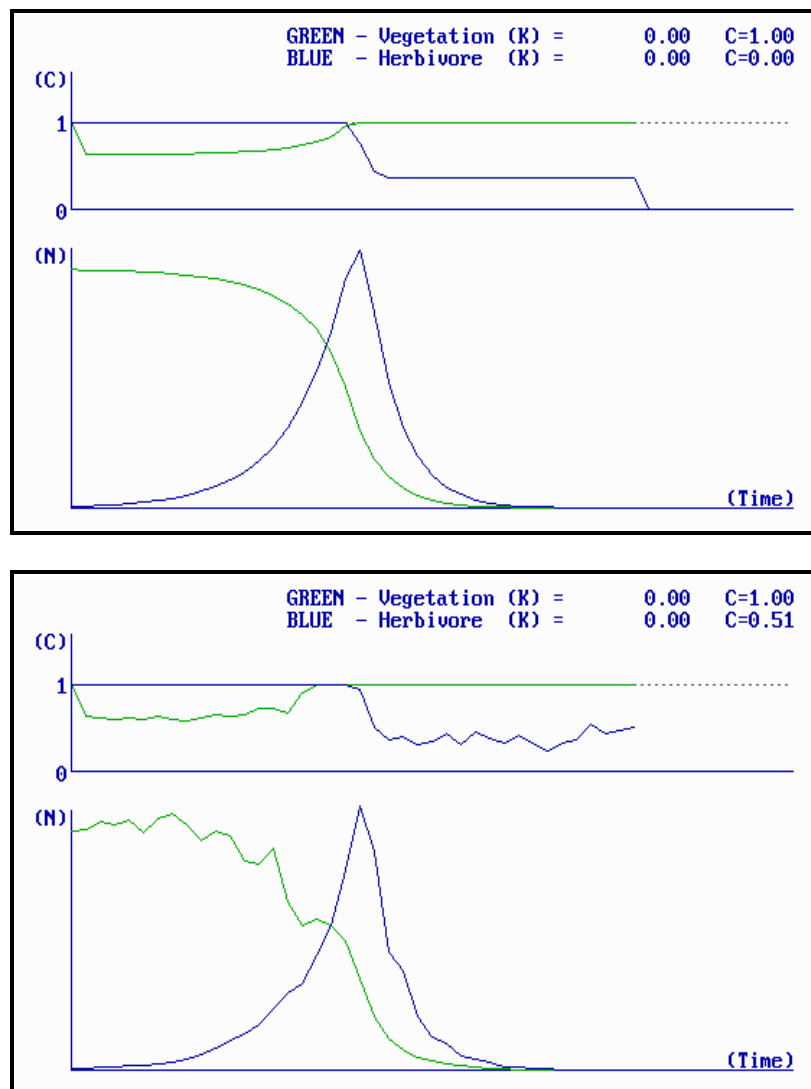 GREEN - Vegetation (K) = 0.00 C=1.00
BLUE - Herbivore (K) = 0.00 C=0.00
(C)
1
0
(N)
(Time)
GREEN - Vegetation (K) = 0.00 C=1.00
BLUE - Herbivore (K) = 0.00 C=0.51
(C)
1
0
(N)
(Time)